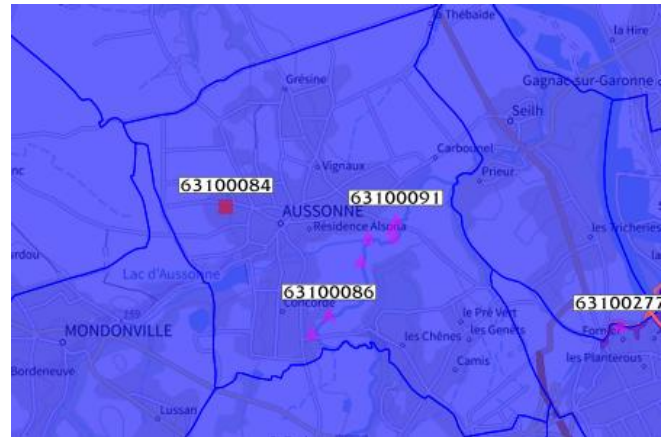 la Thébaïde
la Hire
Gagnac-sur-Garonne
Grésine
Seilh
Vignaux
Carbounel
Prieur
63100084
63100091
AUSSONNE
Résidence Alsona
les Tricheries
Lac d'Aussonne
63100086
63100277
259
Concorde
le Pré Vert
MONDONVILLE
les Chênes
les Genêts
les Planterous
Bordeneuve
Camis
Lussan